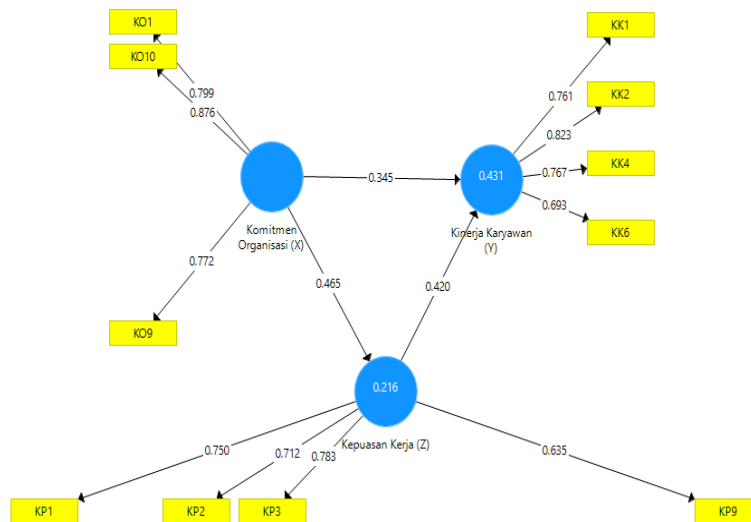 KO1
KK1
KO10
0.799
0.876
0.761
KK2
0.823
KK4
0.767
0.345
0.431
0.693
KK6
Komitmen
Organisasi (X)
Kinerja Karyawan
(Y)
0.772
0.465
0.420
KO9
0.216
Kepuasan Kerja (Z)
0.750
0.712
0.783
0.635
KP1
KP2
KP3
KP9